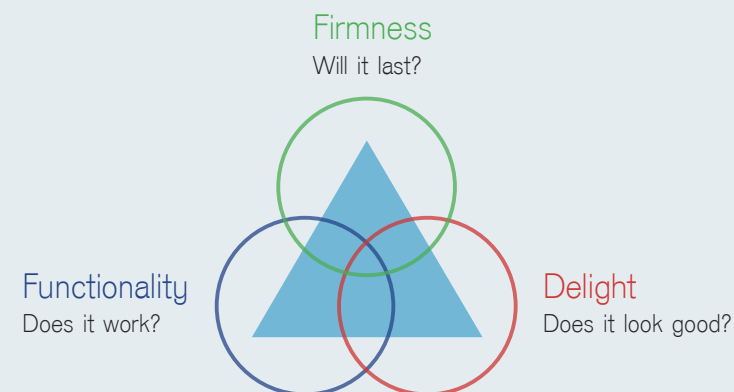 Firmness
Will it last?
Functionality
Does it work?
Delight
Does it look good?